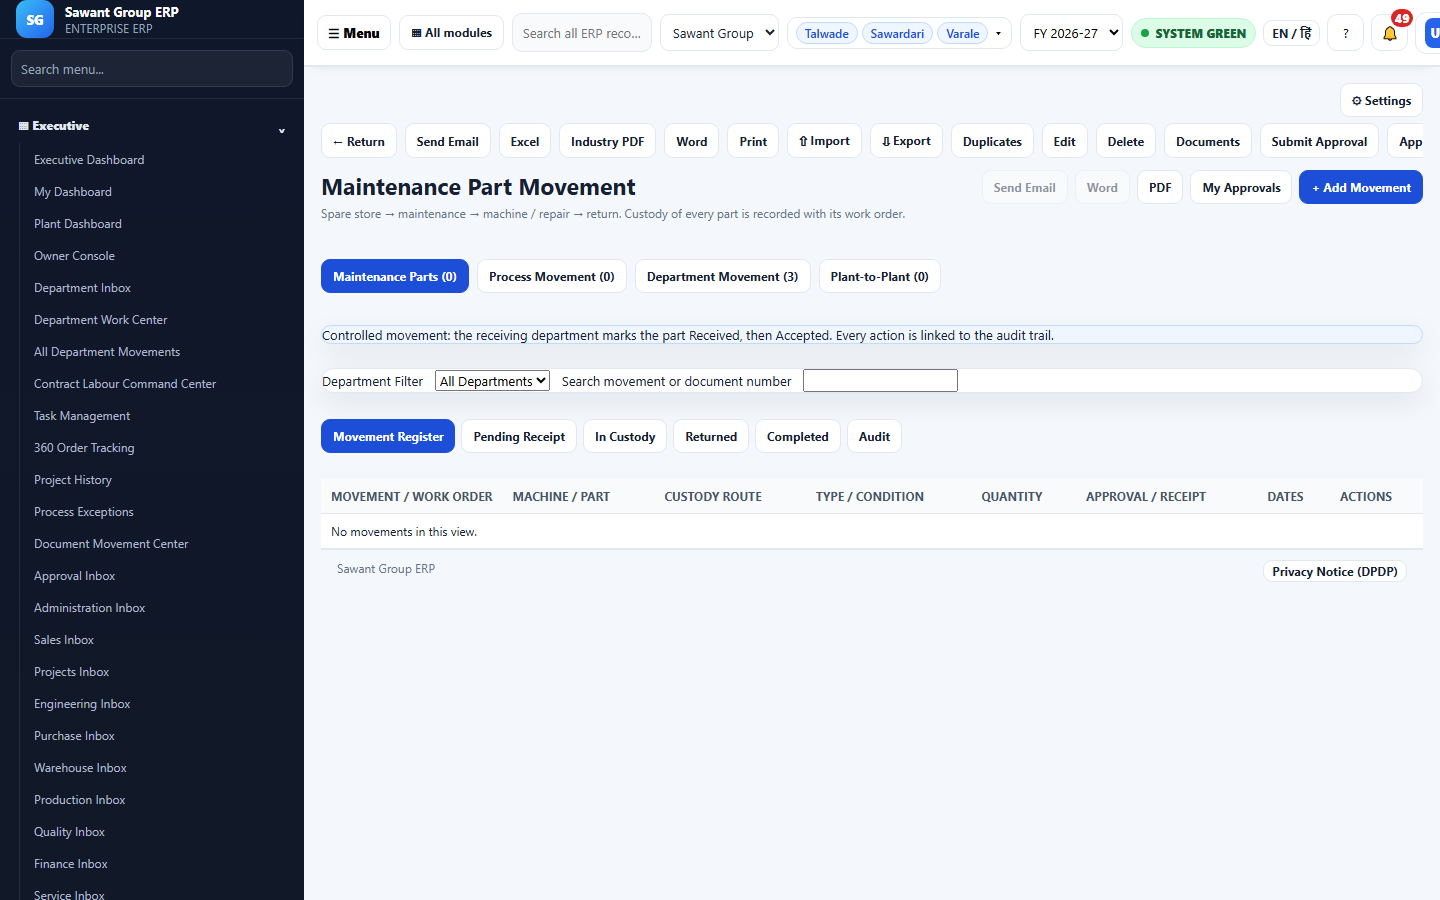 SG
Sawant Group ERP
ENTERPRISE ERP
Search menu...
Executive
Executive Dashboard
My Dashboard
Plant Dashboard
Owner Console
Department Inbox
Department Work Center
All Department Movements
Contract Labour Command Center
Task Management
360 Order Tracking
Project History
Process Exceptions
Document Movement Center
Approval Inbox
Administration Inbox
Sales Inbox
Projects Inbox
Engineering Inbox
Purchase Inbox
Warehouse Inbox
Production Inbox
Quality Inbox
Finance Inbox
Service Inbox
☰ Menu All modules Search all ERP reco... Sawant Group Talwade Sawardari Varale FY 2026-27 SYSTEM GREEN EN / हिं ? 49 U
⚙ Settings
← Return Send Email Excel Industry PDF Word Print ⇧ Import ⇩ Export Duplicates Edit Delete Documents Submit Approval App
Maintenance Part Movement Send Email Word PDF My Approvals + Add Movement
Spare store → maintenance → machine / repair → return. Custody of every part is recorded with its work order.
Maintenance Parts (0) Process Movement (0) Department Movement (3) Plant-to-Plant (0)
Controlled movement: the receiving department marks the part Received, then Accepted. Every action is linked to the audit trail.
Department Filter All Departments Search movement or document number
Movement Register Pending Receipt In Custody Returned Completed Audit
MOVEMENT / WORK ORDER MACHINE / PART CUSTODY ROUTE TYPE / CONDITION QUANTITY APPROVAL / RECEIPT DATES ACTIONS
No movements in this view.
Sawant Group ERP Privacy Notice (DPDP)